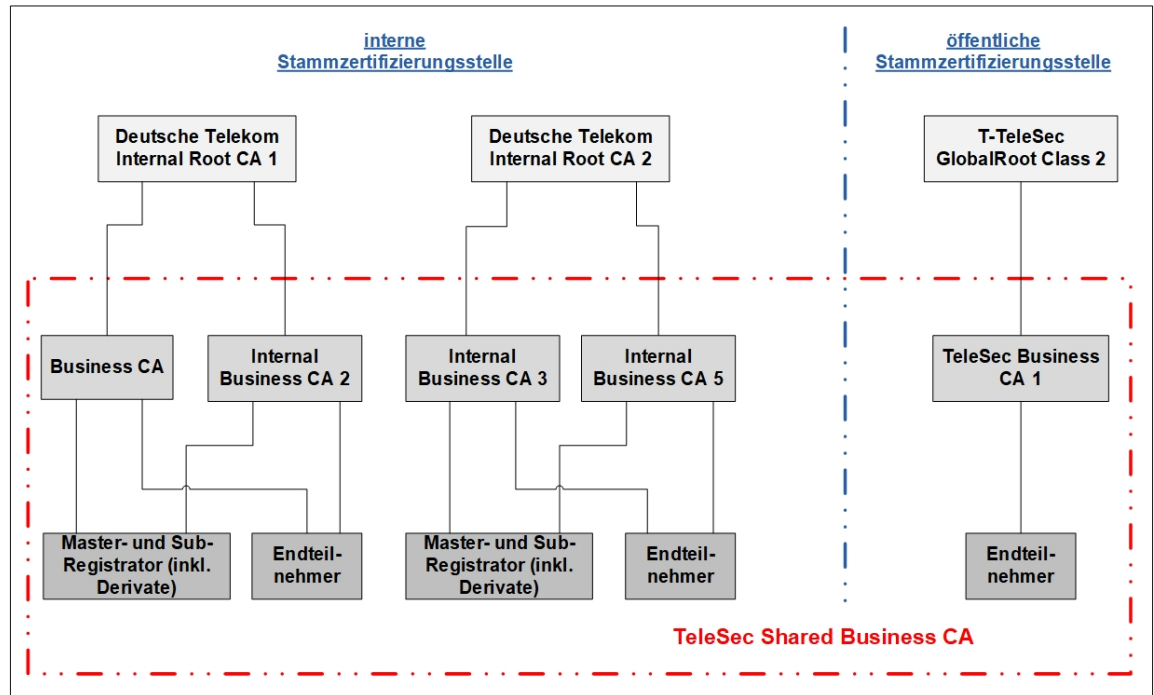 interne
Stammzertifizierungsstelle
öffentliche
Stammzertifizierungsstelle
Deutsche Telekom
Internal Root CA 1
Deutsche Telekom
Internal Root CA 2
T-TeleSec
GlobalRoot Class 2
Business CA
Internal
Business CA 2
Internal
Business CA 3
Internal
Business CA 5
TeleSec Business
CA 1
Master- und Sub-
Registrator (inkl.
Derivate)
Endteil-
nehmer
Master- und Sub-
Registrator (inkl.
Derivate)
Endteil-
nehmer
Endteil-
nehmer
TeleSec Shared Business CA